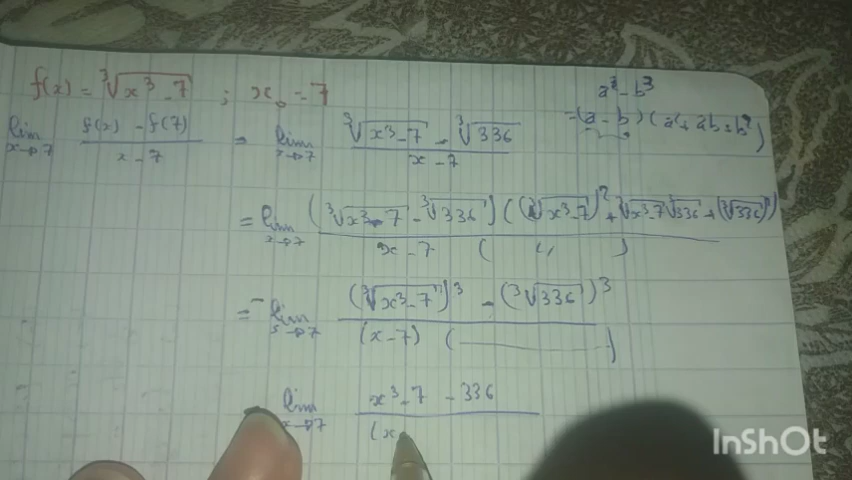 f(x) = ∛(x³ - 7) ; x₀ = 7
a³ - b³
= (a - b)(a² + ab + b²)
lim x→7 (f(x) - f(7)) / (x - 7) = lim x→7 (∛(x³ - 7) - ∛336) / (x - 7)
= lim x→7 (∛(x³ - 7) - ∛336)((∛(x³ - 7))² + ∛(x³ - 7) ∛336 + (∛336)²) / x - 7 ( 〃 )
= lim x→7 (∛(x³ - 7))³ - (∛336)³ / (x - 7) (———)
lim x→7 x³ - 7 - 336 / (x
InShOt